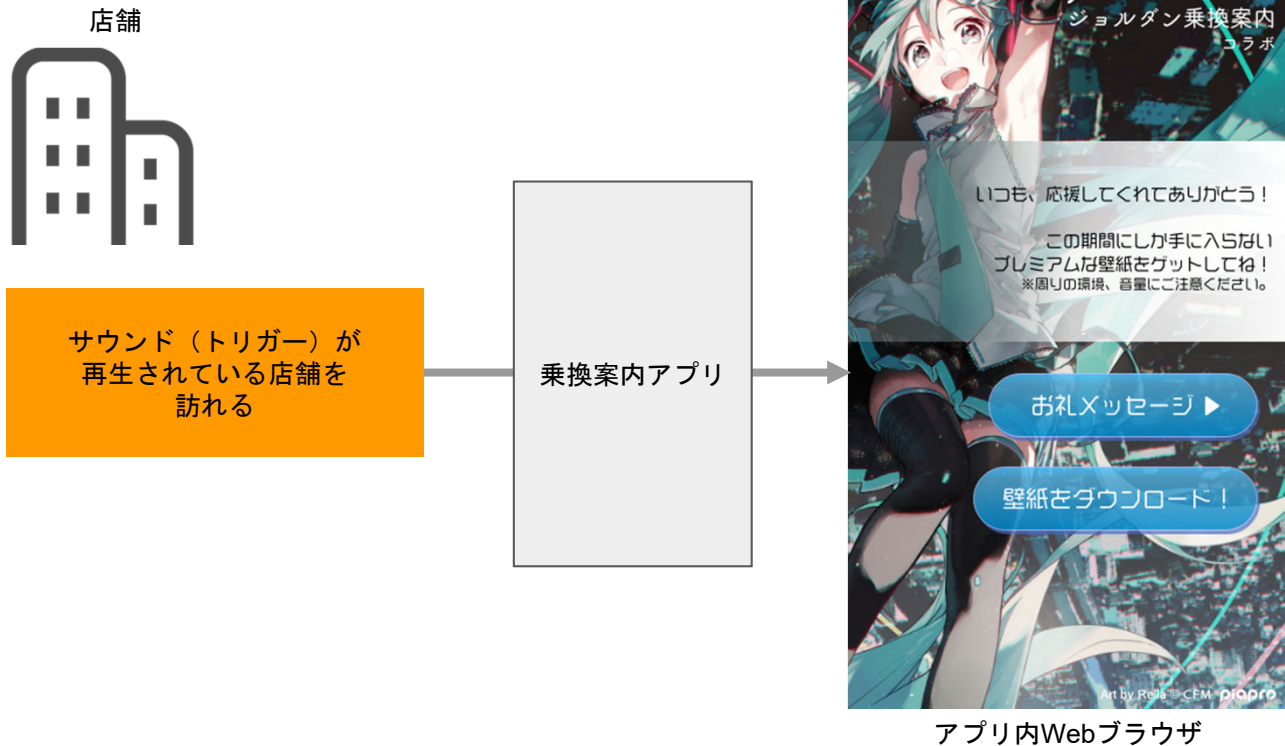 店舗
サウンド（トリガー）が
再生されている店舗を
訪れる
乗換案内アプリ
ジョルダン乗換案内
コラボ
いつも、応援してくれてありがとう！
この期間にしか手に入らない
プレミアムな壁紙をゲットしてね！
※周りの環境、音量にご注意ください。
お礼メッセージ ▶
壁紙をダウンロード！
Art by Rella © CFM piapro
アプリ内Webブラウザ